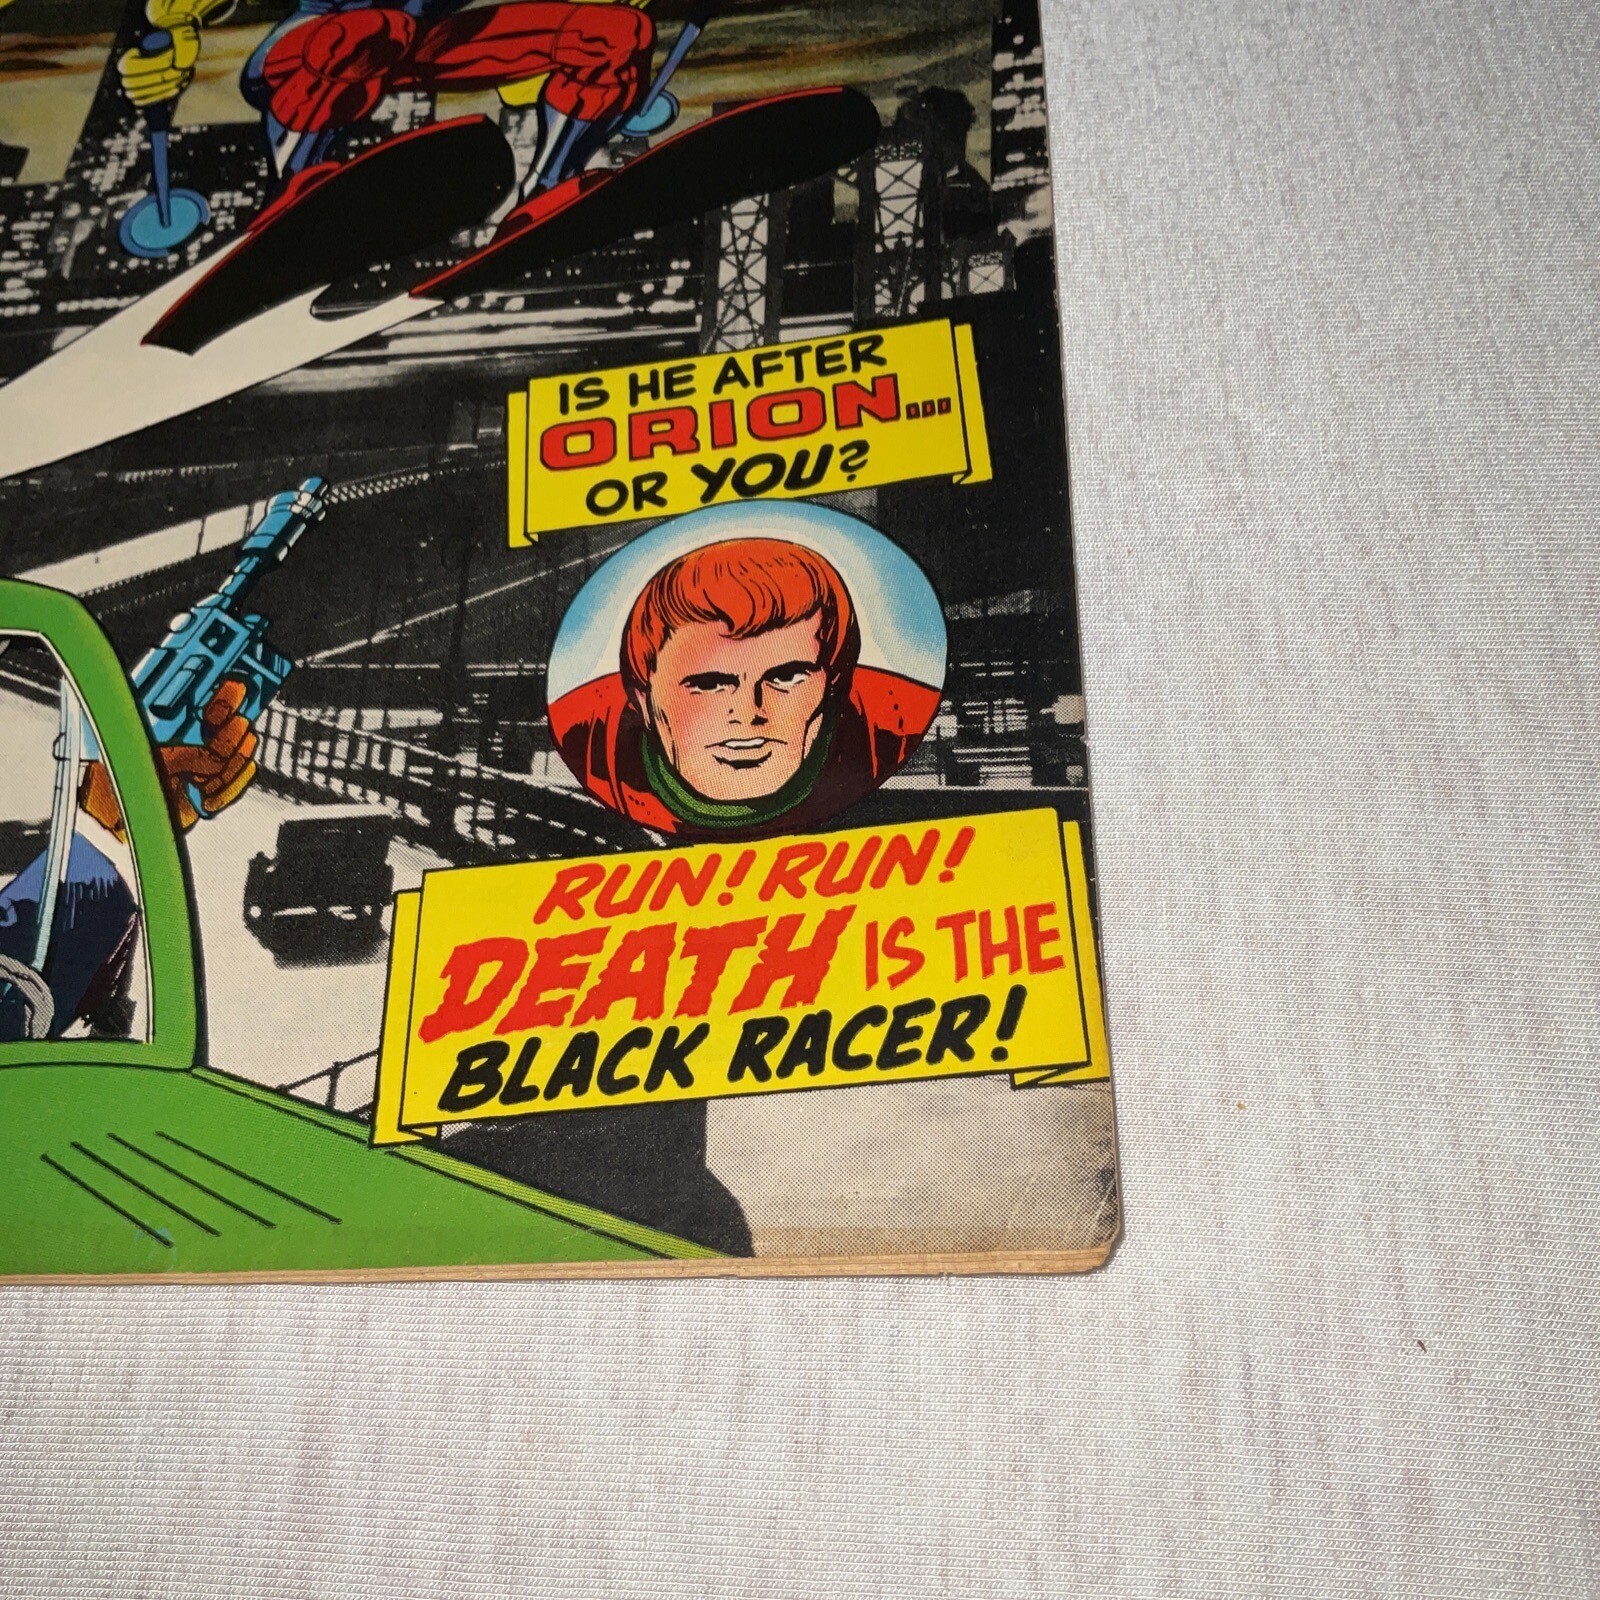 IS HE AFTER
ORION...
OR YOU?
RUN! RUN!
DEATH IS THE
BLACK RACER!